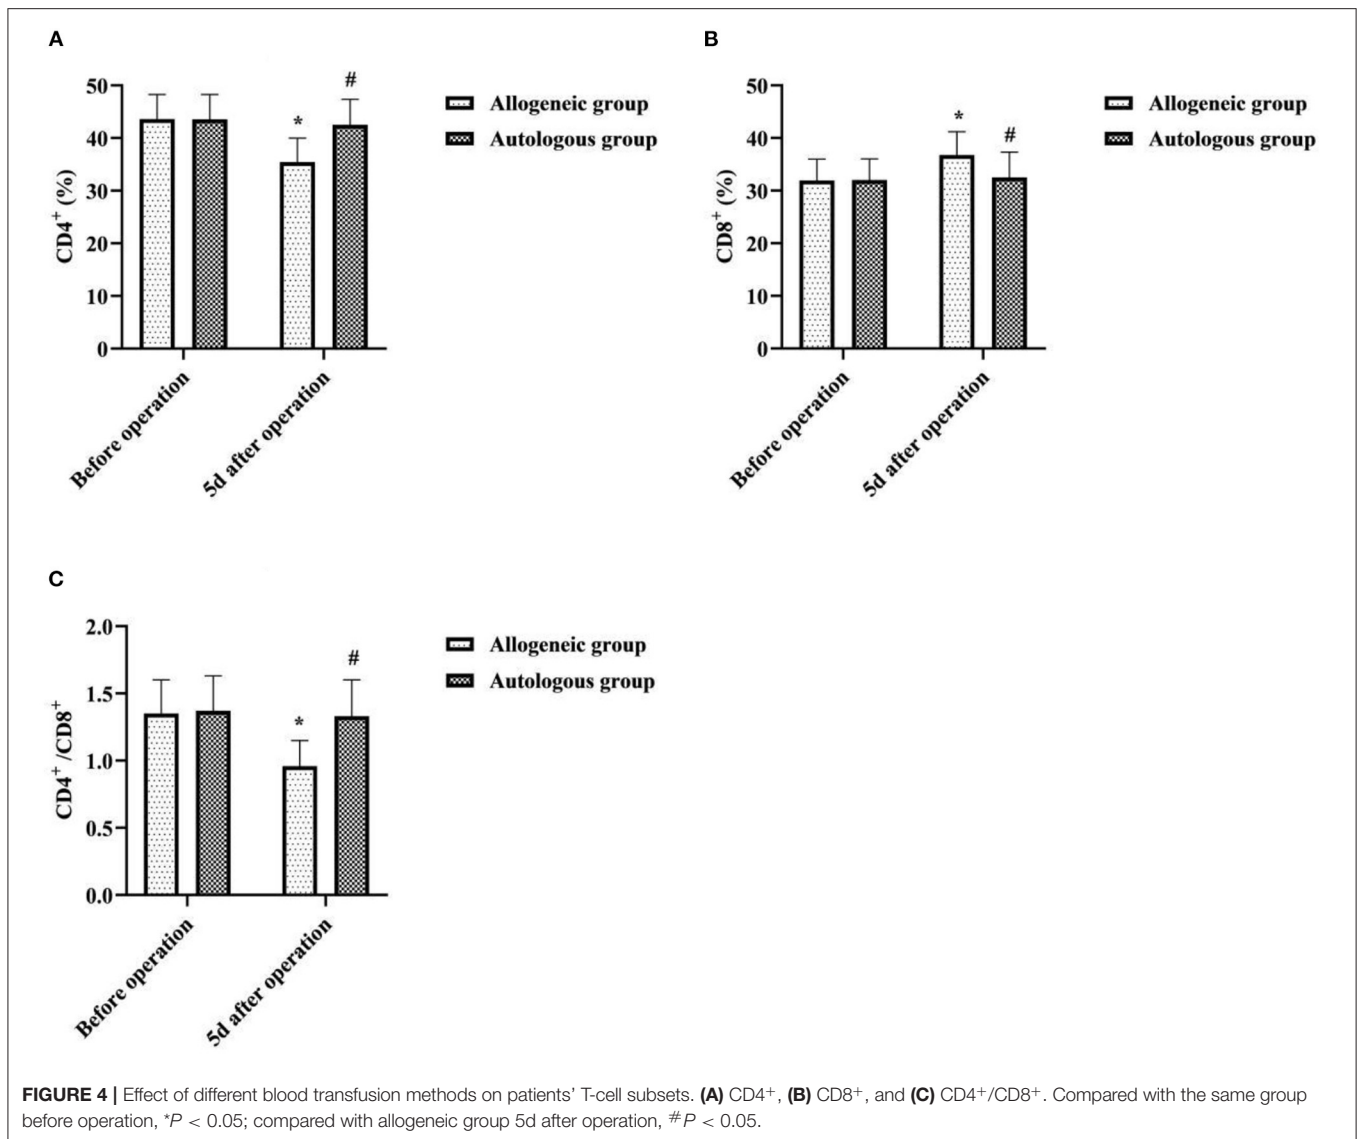 A
50
40
30
20
10
0
CD4⁺ (%)
*
#
Before operation
5d after operation
Allogeneic group
Autologous group
B
50
40
30
20
10
0
CD8⁺ (%)
*
#
Before operation
5d after operation
Allogeneic group
Autologous group
C
2.0
1.5
1.0
0.5
0.0
CD4⁺ /CD8⁺
*
#
Before operation
5d after operation
Allogeneic group
Autologous group
FIGURE 4 | Effect of different blood transfusion methods on patients' T-cell subsets. (A) CD4⁺, (B) CD8⁺, and (C) CD4⁺/CD8⁺. Compared with the same group
before operation, *P < 0.05; compared with allogeneic group 5d after operation, #P < 0.05.